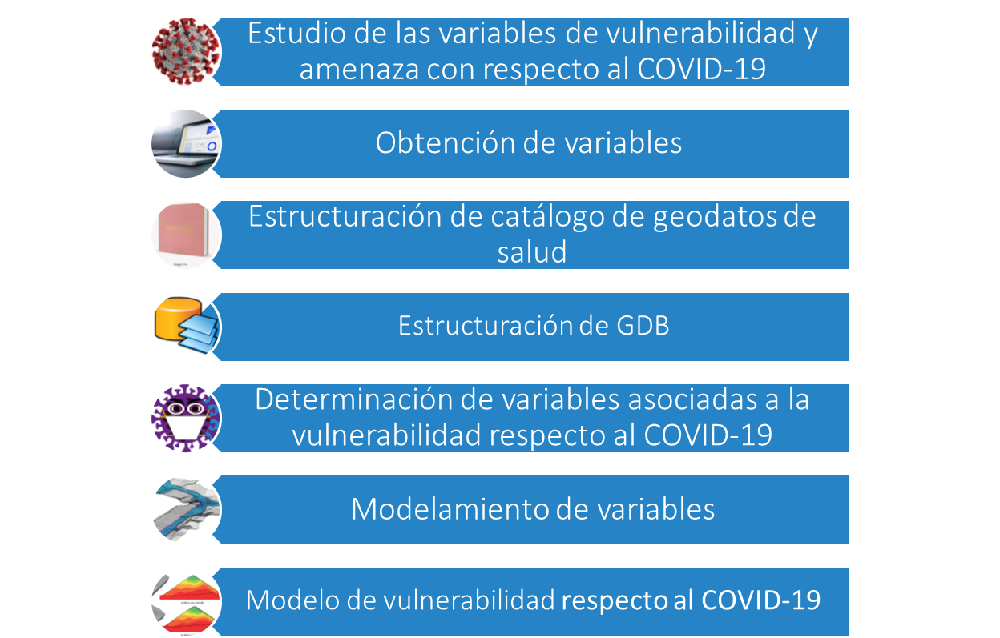 Estudio de las variables de vulnerabilidad y
amenaza con respecto al COVID-19
Obtención de variables
Estructuración de catálogo de geodatos de
salud
Estructuración de GDB
Determinación de variables asociadas a la
vulnerabilidad respecto al COVID-19
Modelamiento de variables
Modelo de vulnerabilidad respecto al COVID-19